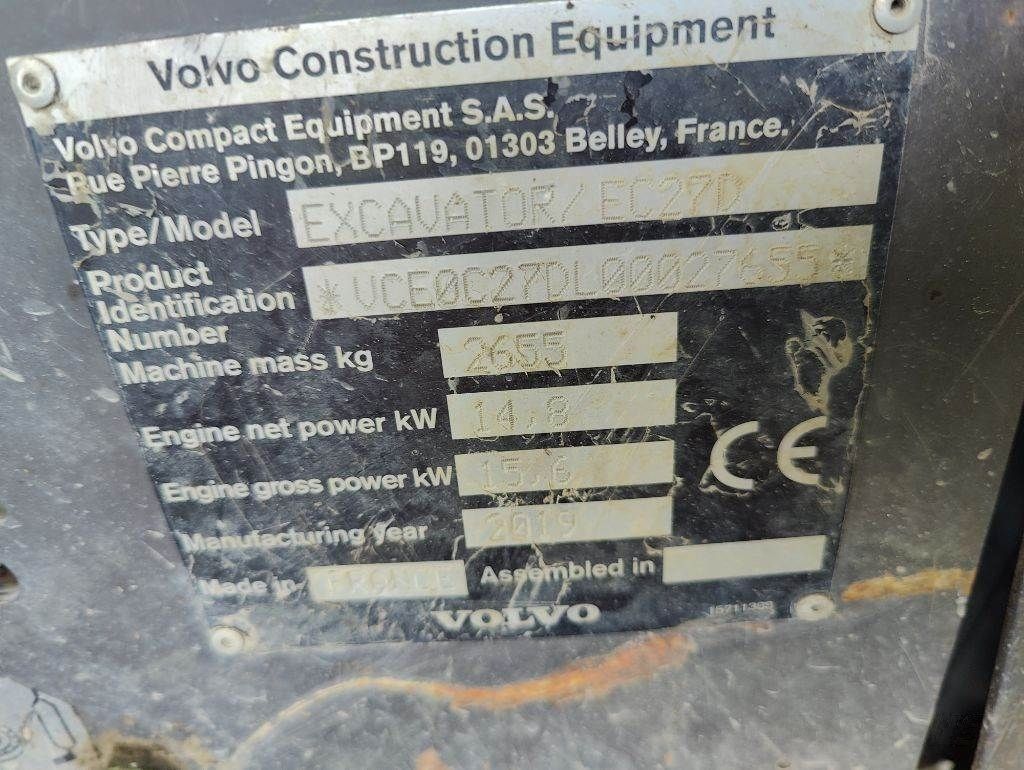 Volvo Construction Equipment
Volvo Compact Equipment S.A.S,
Rue Pierre Pingon, BP119, 01303 Belley, France.
Type/Model EXCAVATOR/ EC27D
Product
Identification *VCE0C27DL00027655*
Number
Machine mass kg 2655
Engine net power kW 14,8
Engine gross power kW 15,6
Manufacturing year 2019
Made in FRANCE Assembled in
CE
VOLVO